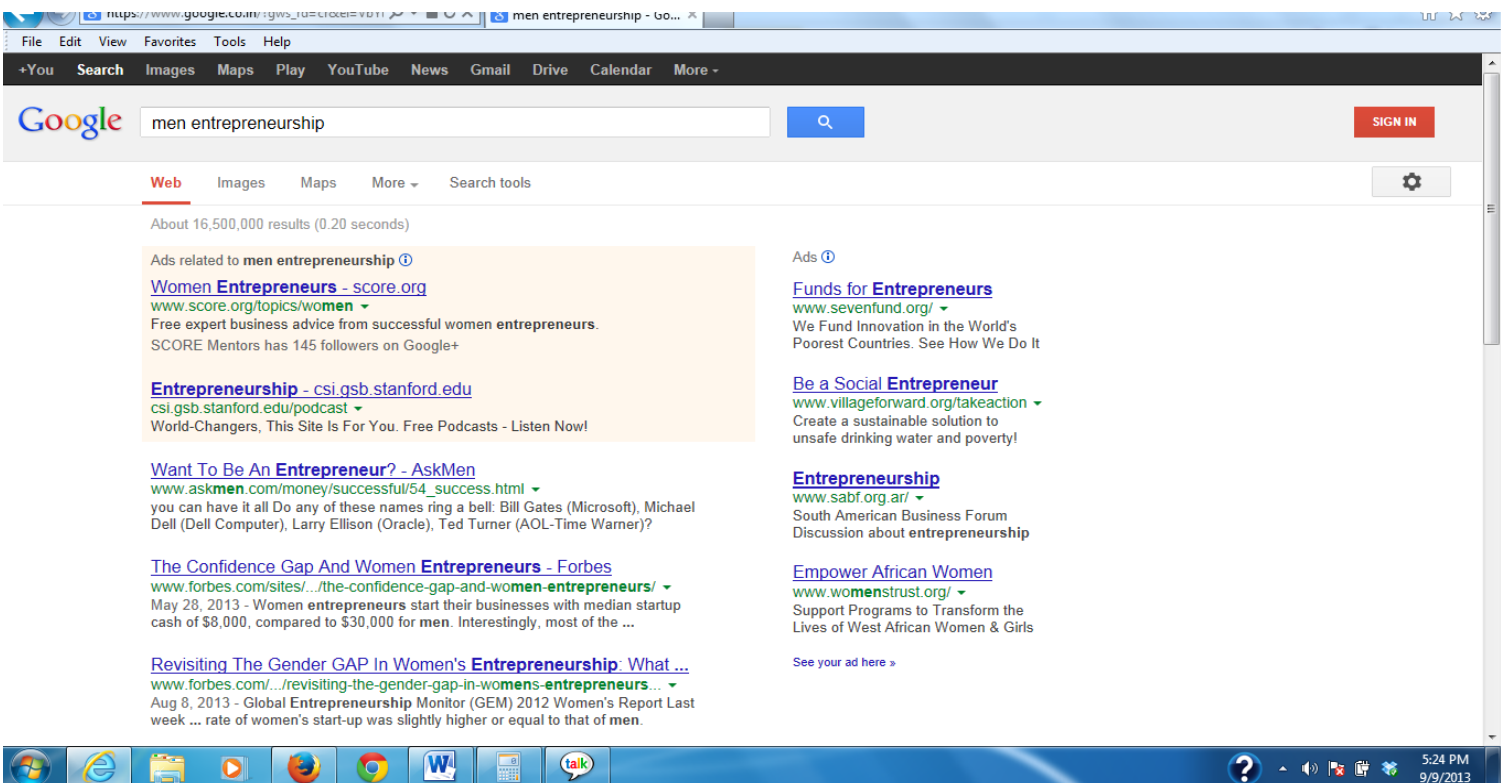 https://www.google.co.in/?gws_rd=cr&ei=VbYl
men entrepreneurship - Go...
File Edit View Favorites Tools Help
+You Search Images Maps Play YouTube News Gmail Drive Calendar More
Google men entrepreneurship SIGN IN
Web Images Maps More Search tools
About 16,500,000 results (0.20 seconds)
Ads related to men entrepreneurship
Women Entrepreneurs - score.org
www.score.org/topics/women
Free expert business advice from successful women entrepreneurs.
SCORE Mentors has 145 followers on Google+
Entrepreneurship - csi.gsb.stanford.edu
csi.gsb.stanford.edu/podcast
World-Changers, This Site Is For You. Free Podcasts - Listen Now!
Want To Be An Entrepreneur? - AskMen
www.askmen.com/money/successful/54_success.html
you can have it all Do any of these names ring a bell: Bill Gates (Microsoft), Michael
Dell (Dell Computer), Larry Ellison (Oracle), Ted Turner (AOL-Time Warner)?
The Confidence Gap And Women Entrepreneurs - Forbes
www.forbes.com/sites/.../the-confidence-gap-and-women-entrepreneurs/
May 28, 2013 - Women entrepreneurs start their businesses with median startup
cash of $8,000, compared to $30,000 for men. Interestingly, most of the ...
Revisiting The Gender GAP In Women's Entrepreneurship: What ...
www.forbes.com/.../revisiting-the-gender-gap-in-womens-entrepreneurs...
Aug 8, 2013 - Global Entrepreneurship Monitor (GEM) 2012 Women's Report Last
week ... rate of women's start-up was slightly higher or equal to that of men.
Ads
Funds for Entrepreneurs
www.sevenfund.org/
We Fund Innovation in the World's
Poorest Countries. See How We Do It
Be a Social Entrepreneur
www.villageforward.org/takeaction
Create a sustainable solution to
unsafe drinking water and poverty!
Entrepreneurship
www.sabf.org.ar/
South American Business Forum
Discussion about entrepreneurship
Empower African Women
www.womenstrust.org/
Support Programs to Transform the
Lives of West African Women & Girls
See your ad here »
talk
5:24 PM
9/9/2013